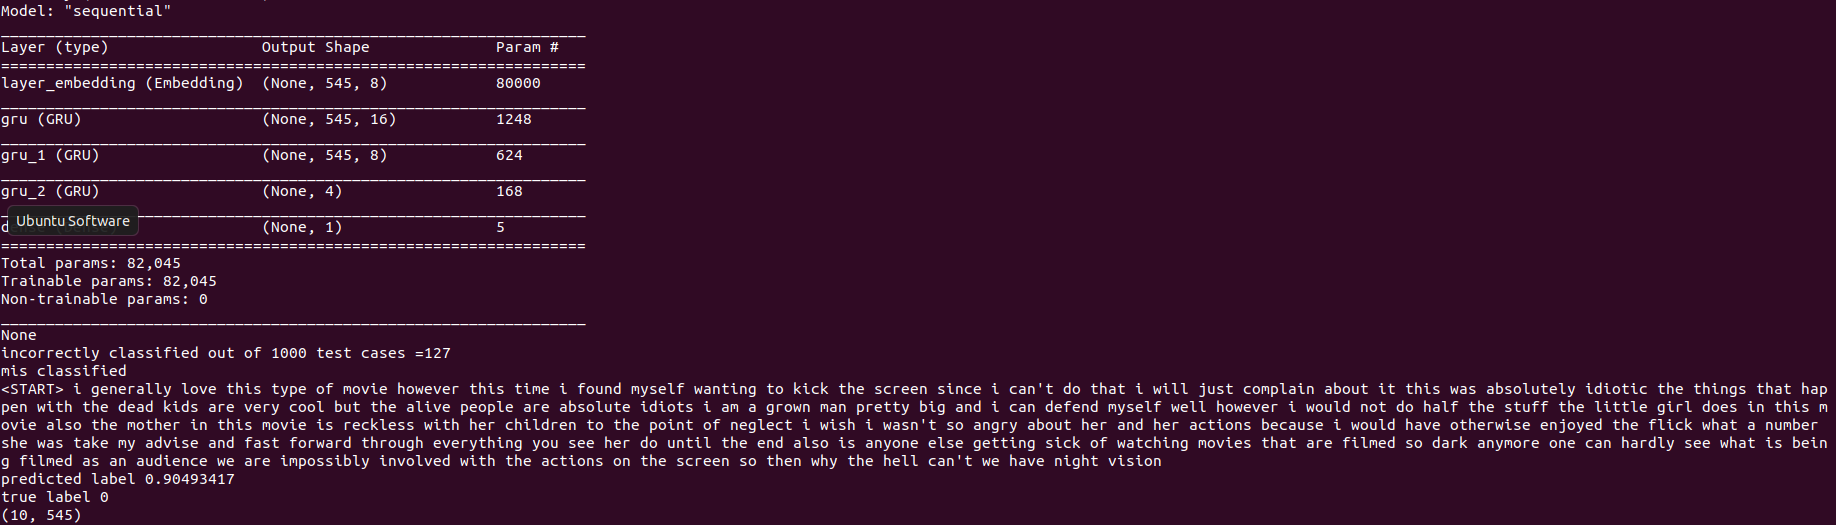 Model: "sequential"
Layer (type) Output Shape Param #
layer_embedding (Embedding) (None, 545, 8) 80000
gru (GRU) (None, 545, 16) 1248
gru_1 (GRU) (None, 545, 8) 624
gru_2 (GRU) (None, 4) 168
Ubuntu Software
(None, 1) 5
Total params: 82,045
Trainable params: 82,045
Non-trainable params: 0
None
incorrectly classified out of 1000 test cases =127
mis classified
<START> i generally love this type of movie however this time i found myself wanting to kick the screen since i can't do that i will just complain about it this was absolutely idiotic the things that hap
pen with the dead kids are very cool but the alive people are absolute idiots i am a grown man pretty big and i can defend myself well however i would not do half the stuff the little girl does in this m
ovie also the mother in this movie is reckless with her children to the point of neglect i wish i wasn't so angry about her and her actions because i would have otherwise enjoyed the flick what a number
she was take my advise and fast forward through everything you see her do until the end also is anyone else getting sick of watching movies that are filmed so dark anymore one can hardly see what is bein
g filmed as an audience we are impossibly involved with the actions on the screen so then why the hell can't we have night vision
predicted label 0.90493417
true label 0
(10, 545)